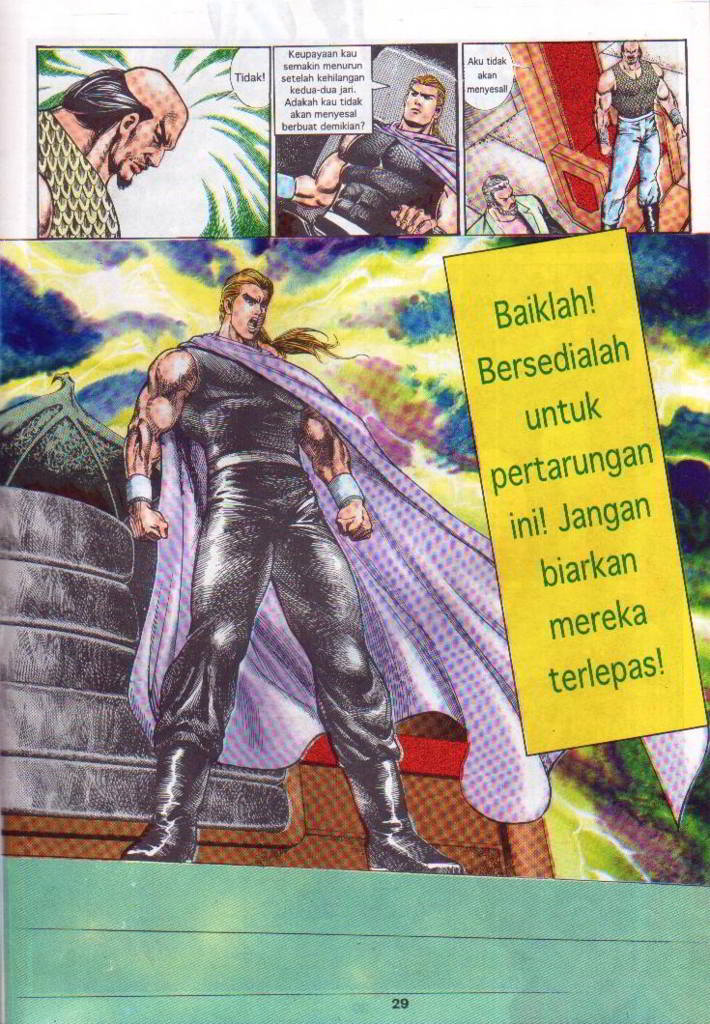 Tidak!
Keupayaan kau
semakin menurun
setelah kehilangan
kedua-dua jari.
Adakah kau tidak
akan menyesal
berbuat demikian?
Aku tidak
akan
menyesal!
Baiklah!
Bersedialah
untuk
pertarungan
ini! Jangan
biarkan
mereka
terlepas!
29